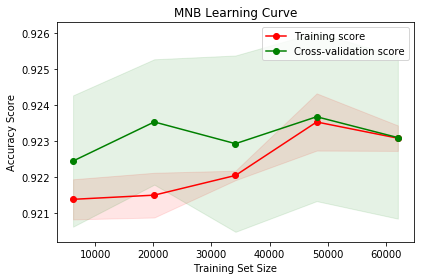 MNB Learning Curve
Training score
Cross-validation score
Accuracy Score
0.926
0.925
0.924
0.923
0.922
0.921
10000 20000 30000 40000 50000 60000
Training Set Size